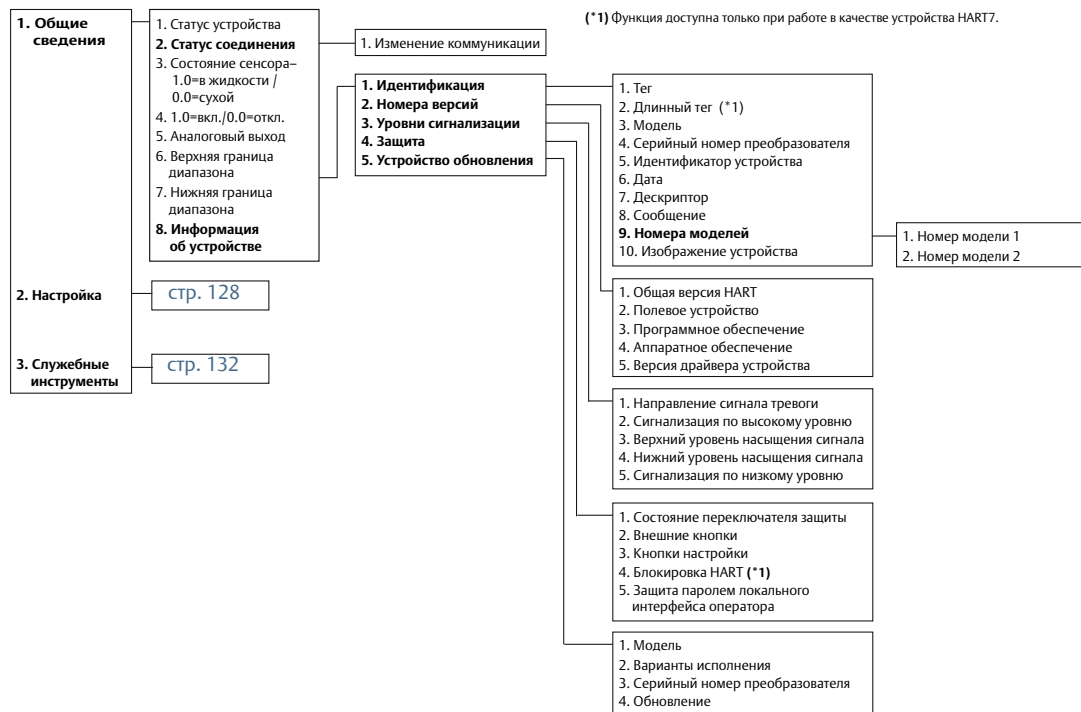 (*1) Функция доступна только при работе в качестве устройства HART7.
1. Общие
сведения
2. Настройка
3. Служебные
инструменты
1. Статус устройства
2. Статус соединения
3. Состояние сенсора–
1.0=в жидкости /
0.0=сухой
4. 1.0=вкл./0.0=откл.
5. Аналоговый выход
6. Верхняя граница
диапазона
7. Нижняя граница
диапазона
8. Информация
об устройстве
стр. 128
стр. 132
1. Изменение коммуникации
1. Идентификация
2. Номера версий
3. Уровни сигнализации
4. Защита
5. Устройство обновления
1. Тег
2. Длинный тег (*1)
3. Модель
4. Серийный номер преобразователя
5. Идентификатор устройства
6. Дата
7. Дескриптор
8. Сообщение
9. Номера моделей
10. Изображение устройства
1. Номер модели 1
2. Номер модели 2
1. Общая версия HART
2. Полевое устройство
3. Программное обеспечение
4. Аппаратное обеспечение
5. Версия драйвера устройства
1. Направление сигнала тревоги
2. Сигнализация по высокому уровню
3. Верхний уровень насыщения сигнала
4. Нижний уровень насыщения сигнала
5. Сигнализация по низкому уровню
1. Состояние переключателя защиты
2. Внешние кнопки
3. Кнопки настройки
4. Блокировка HART (*1)
5. Защита паролем локального
интерфейса оператора
1. Модель
2. Варианты исполнения
3. Серийный номер преобразователя
4. Обновление